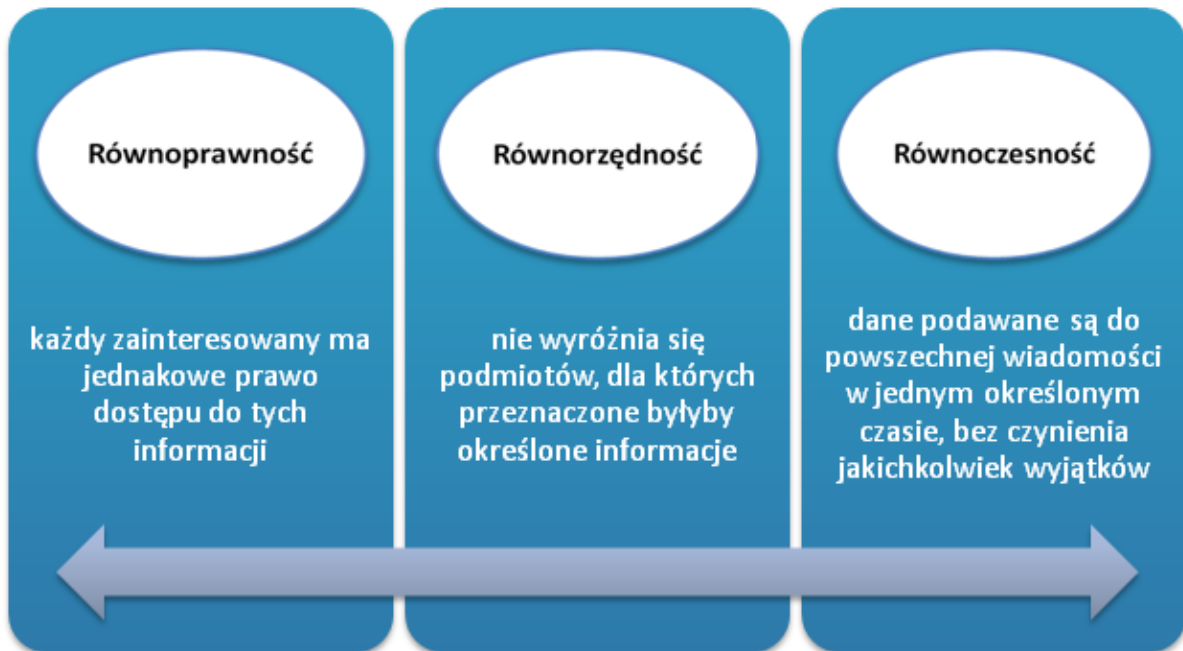 Równoprawność
każdy zainteresowany ma
jednakowe prawo
dostępu do tych
informacji
Równorzędność
nie wyróżnia się
podmiotów, dla których
przeznaczone byłyby
określone informacje
Równoczesność
dane podawane są do
powszechnej wiadomości
w jednym określonym
czasie, bez czynienia
jakichkolwiek wyjątków